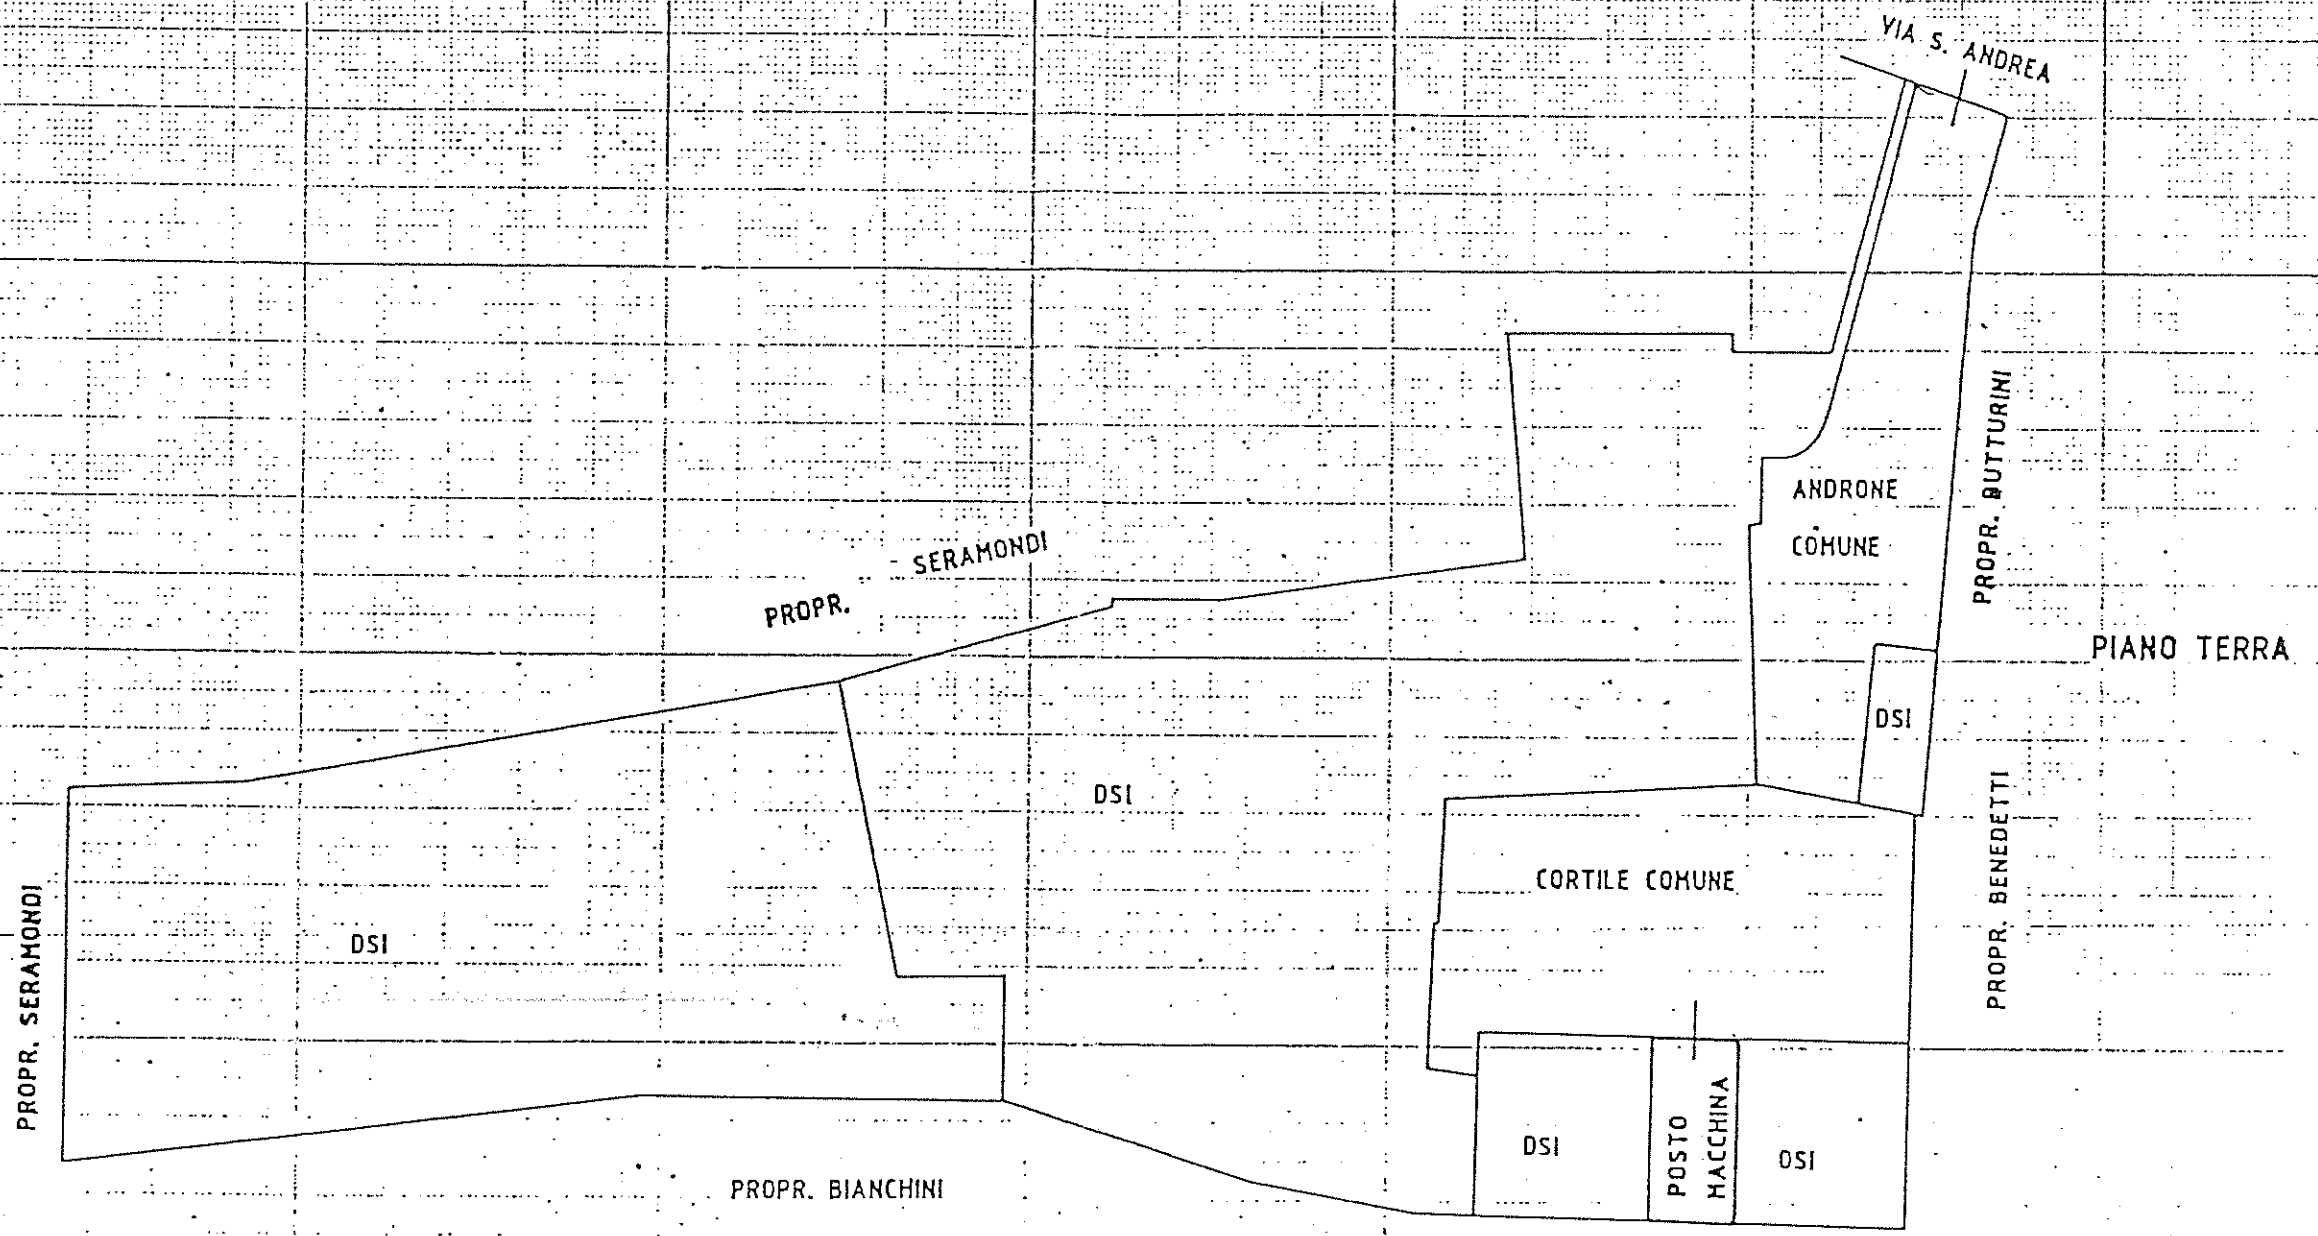 VIA S. ANDREA
PROPR. BUTTURINI
ANDRONE
COMUNE
PROPR. SERAMONDI
PIANO TERRA
DSI
DSI
CORTILE COMUNE
PROPR. BENEDETTI
PROPR. SERAMONDI
DSI
DSI
POSTO
MACCHINA
DSI
PROPR. BIANCHINI